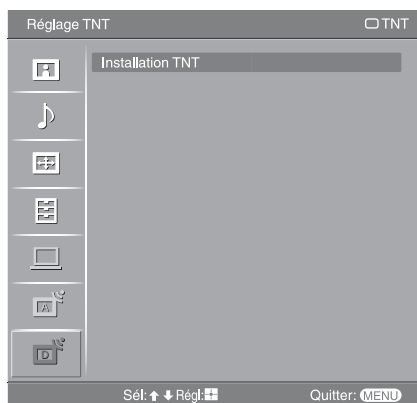 Réglage TNT
TNT
Installation TNT
A
D
Sél: Régl: Quitter: MENU